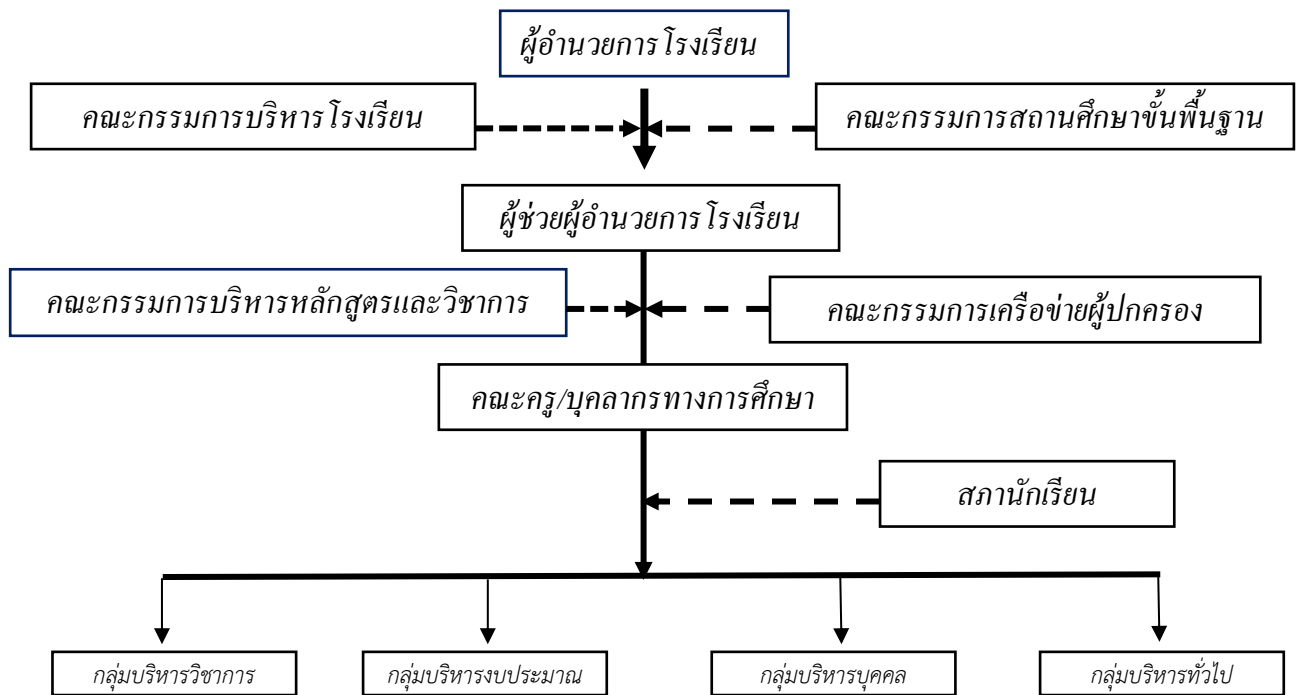 ผู้อำนวยการโรงเรียน
คณะกรรมการบริหารโรงเรียน
คณะกรรมการสถานศึกษาขั้นพื้นฐาน
ผู้ช่วยผู้อำนวยการโรงเรียน
คณะกรรมการบริหารหลักสูตรและวิชาการ
คณะกรรมการเครือข่ายผู้ปกครอง
คณะครู/บุคลากรทางการศึกษา
สภานักเรียน
กลุ่มบริหารวิชาการ
กลุ่มบริหารงบประมาณ
กลุ่มบริหารบุคคล
กลุ่มบริหารทั่วไป